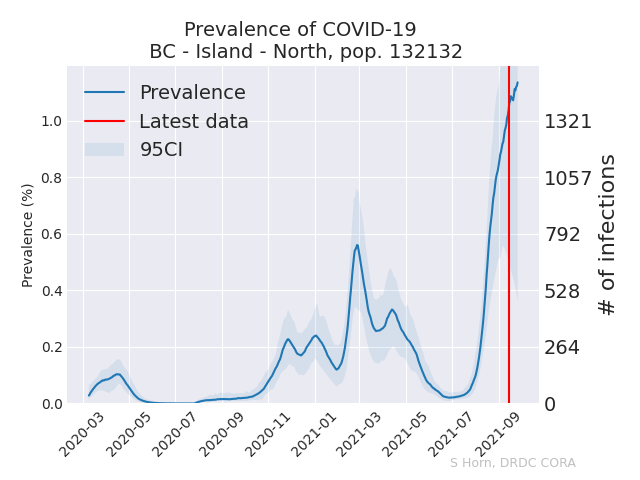 Prevalence of COVID-19
BC - Island - North, pop. 132132
Prevalence
Latest data
95CI
Prevalence (%)
1.0
0.8
0.6
0.4
0.2
0.0
1321
1057
792
528
264
0
# of infections
2020-03
2020-05
2020-07
2020-09
2020-11
2021-01
2021-03
2021-05
2021-07
2021-09
S Horn, DRDC CORA